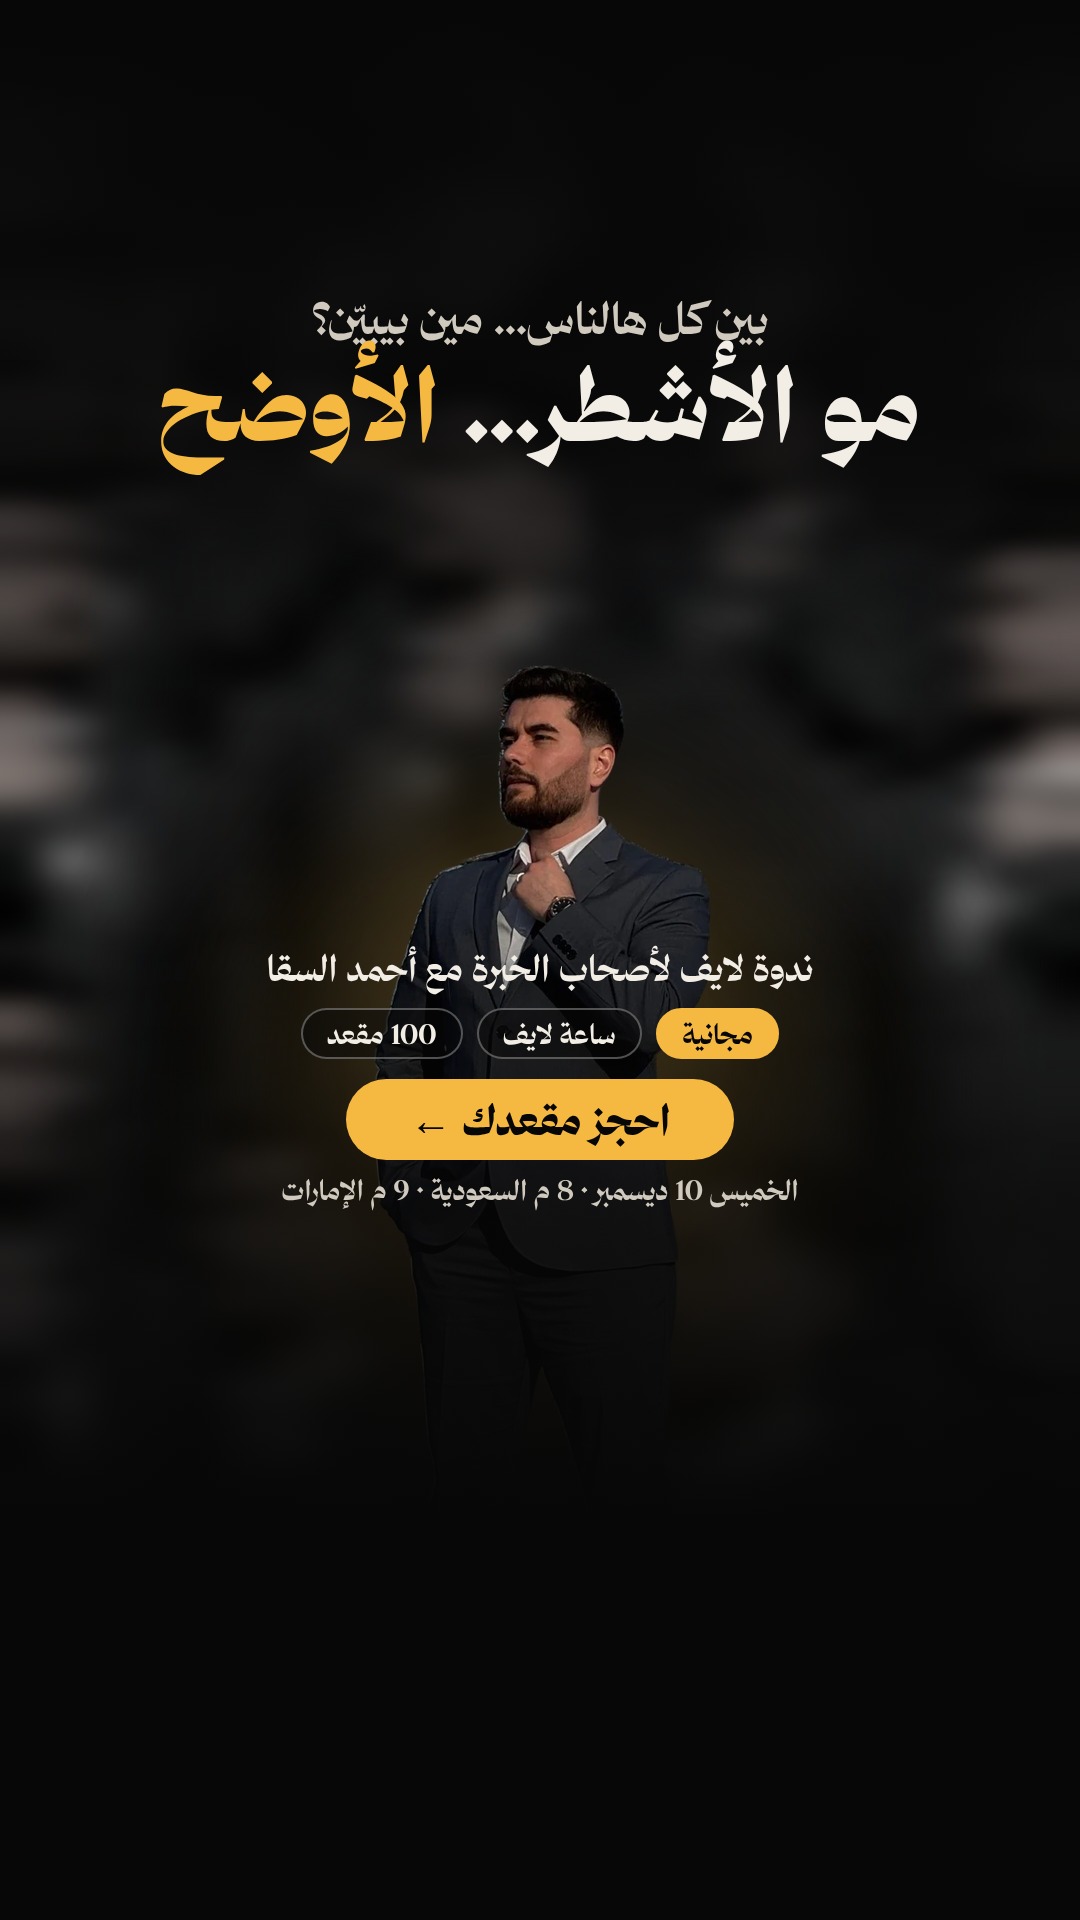 بين كل هالناس... مين بيبيّن؟
مو الأشطر... الأوضح
ندوة لايف لأصحاب الخبرة مع أحمد السقا
مجانية
ساعة لايف
100 مقعد
احجز مقعدك ←
الخميس 10 ديسمبر · 8 م السعودية · 9 م الإمارات